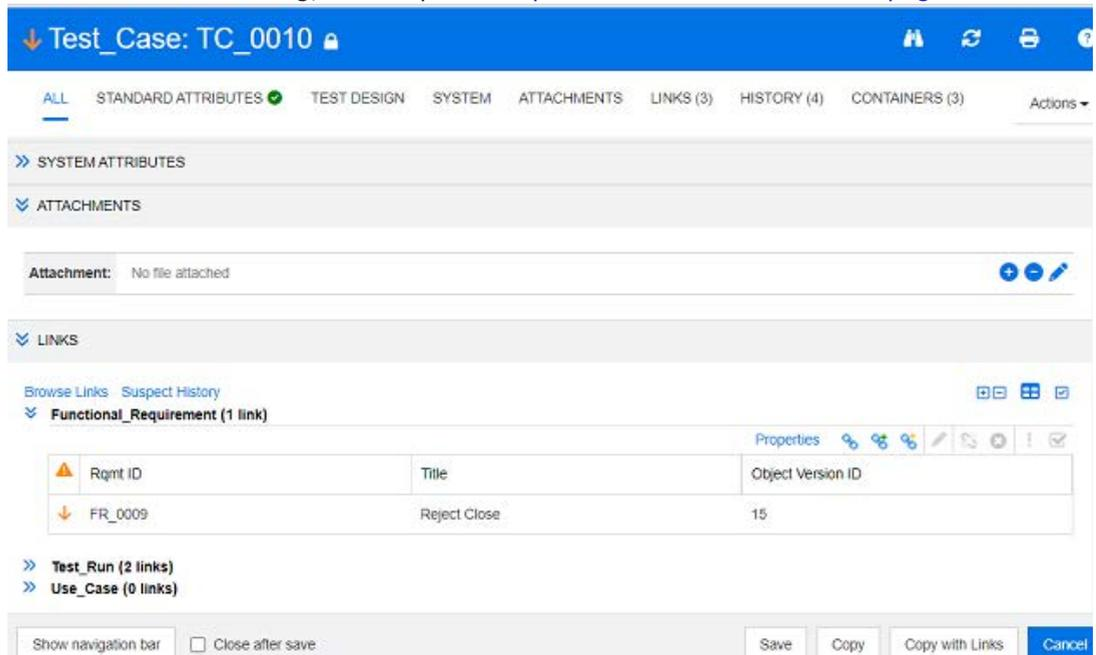 Test_Case: TC_0010
ALL STANDARD ATTRIBUTES TEST DESIGN SYSTEM ATTACHMENTS LINKS (3) HISTORY (4) CONTAINERS (3) Actions
SYSTEM ATTRIBUTES
ATTACHMENTS
Attachment: No file attached
LINKS
Browse Links Suspect History
Functional_Requirement (1 link)
Properties
Rqmt ID Title Object Version ID
FR_0009 Reject Close 15
Test_Run (2 links)
Use_Case (0 links)
Show navigation bar Close after save Save Copy Copy with Links Cancel